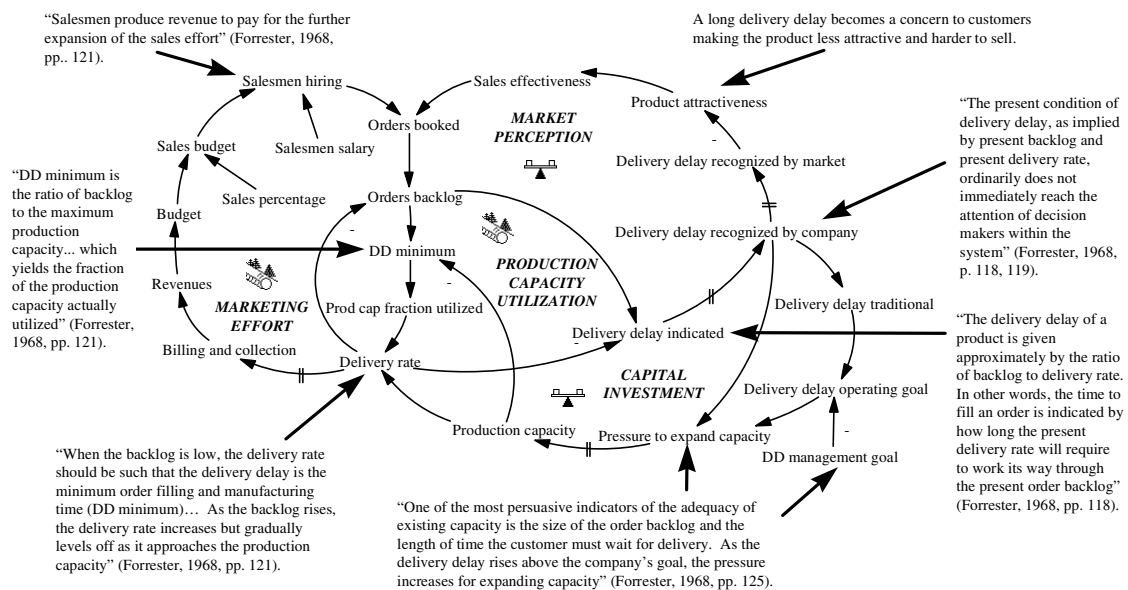 “Salesmen produce revenue to pay for the further
expansion of the sales effort” (Forrester, 1968,
pp.. 121).
A long delivery delay becomes a concern to customers
making the product less attractive and harder to sell.
Salesmen hiring
Sales effectiveness
Product attractiveness
Orders booked
MARKET
PERCEPTION
Sales budget
Salesmen salary
Delivery delay recognized by market
“The present condition of
delivery delay, as implied
by present backlog and
present delivery rate,
ordinarily does not
immediately reach the
attention of decision
makers within the
system” (Forrester, 1968,
p. 118, 119).
“DD minimum is
the ratio of backlog
to the maximum
production
capacity... which
yields the fraction
of the production
capacity actually
utilized” (Forrester,
1968, pp. 121).
Sales percentage
Orders backlog
Budget
-
-
Delivery delay recognized by company
DD minimum
-
PRODUCTION
CAPACITY
UTILIZATION
Revenues
MARKETING
EFFORT
Prod cap fraction utilized
Delivery delay traditional
Delivery delay indicated
-
Billing and collection
Delivery rate
“The delivery delay of a
product is given
approximately by the ratio
of backlog to delivery rate.
In other words, the time to
fill an order is indicated by
how long the present
delivery rate will require
to work its way through
the present order backlog”
(Forrester, 1968, pp. 118).
CAPITAL
INVESTMENT
Delivery delay operating goal
-
Production capacity
Pressure to expand capacity
-
DD management goal
“When the backlog is low, the delivery rate
should be such that the delivery delay is the
minimum order filling and manufacturing
time (DD minimum)… As the backlog rises,
the delivery rate increases but gradually
levels off as it approaches the production
capacity” (Forrester, 1968, pp. 121).
“One of the most persuasive indicators of the adequacy of
existing capacity is the size of the order backlog and the
length of time the customer must wait for delivery. As the
delivery delay rises above the company’s goal, the pressure
increases for expanding capacity” (Forrester, 1968, pp. 125).